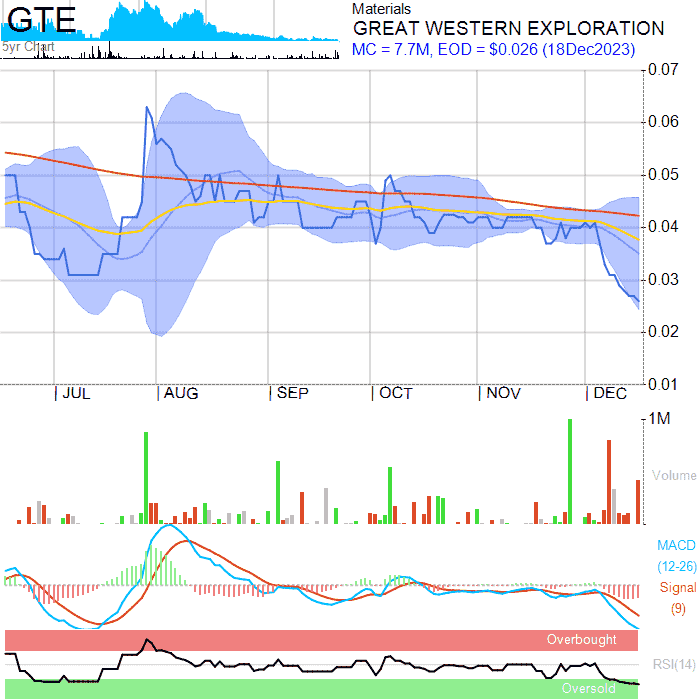 GTE
5yr Chart
Materials
GREAT WESTERN EXPLORATION
MC = 7.7M, EOD = $0.026 (18Dec2023)
0.07
0.06
0.05
0.04
0.03
0.02
0.01
JUL AUG SEP OCT NOV DEC
1M
Volume
MACD
(12-26)
Signal
(9)
Overbought
RSI(14)
Oversold